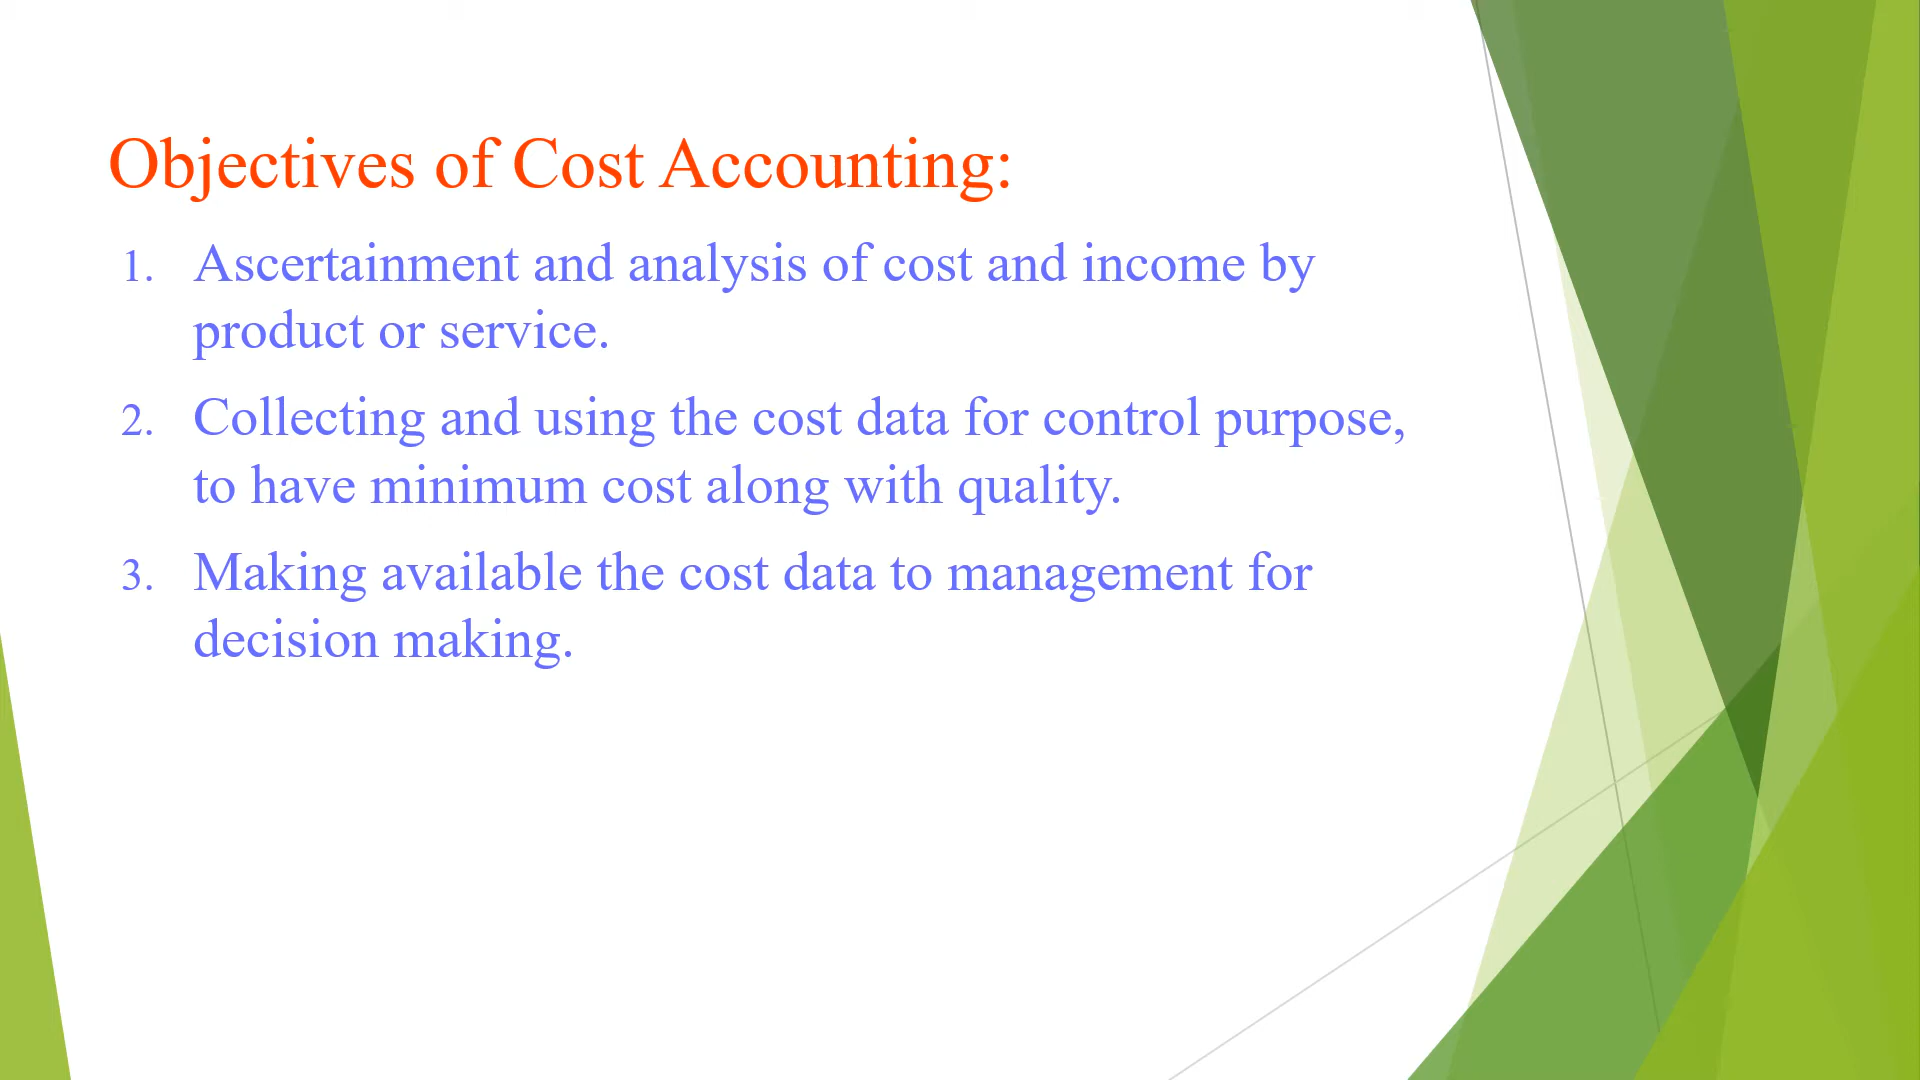 Objectives of Cost Accounting:
1. Ascertainment and analysis of cost and income by
product or service.
2. Collecting and using the cost data for control purpose,
to have minimum cost along with quality.
3. Making available the cost data to management for
decision making.